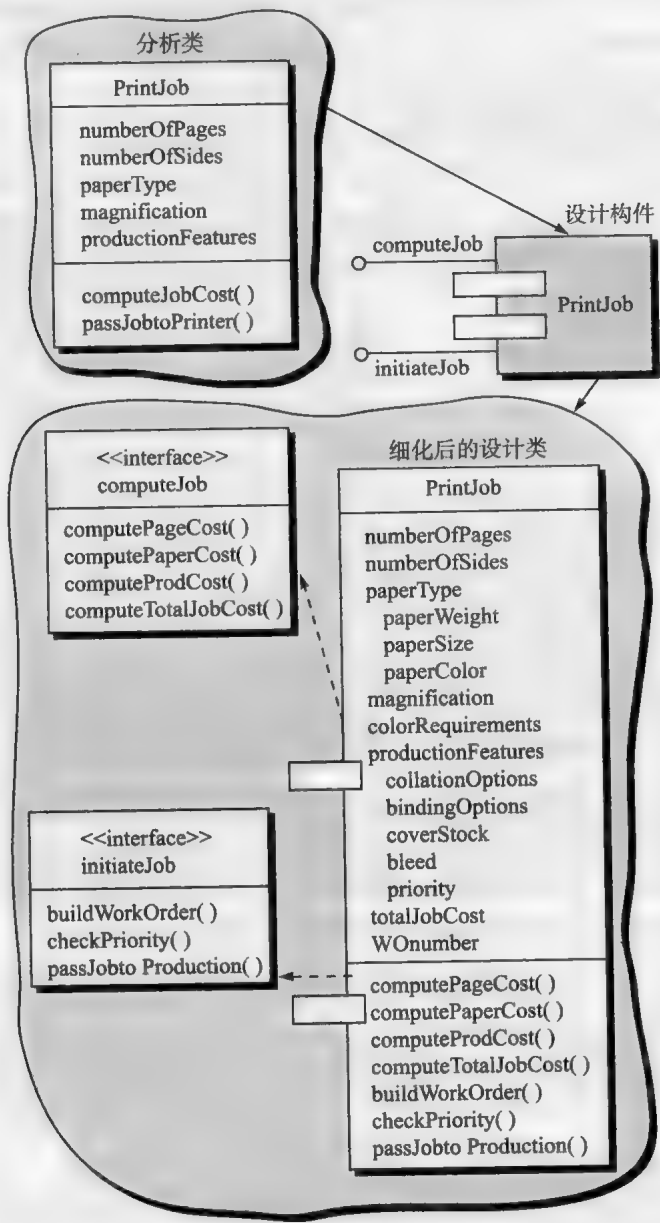 分析类
PrintJob
numberOfPages
numberOfSides
paperType
magnification
productionFeatures
computeJobCost( )
passJobtoPrinter( )
设计构件
computeJob
PrintJob
initiateJob
<<interface>>
computeJob
computePageCost( )
computePaperCost( )
computeProdCost( )
computeTotalJobCost( )
<<interface>>
initiateJob
buildWorkOrder( )
checkPriority( )
passJobto Production( )
细化后的设计类
PrintJob
numberOfPages
numberOfSides
paperType
paperWeight
paperSize
paperColor
magnification
colorRequirements
productionFeatures
collationOptions
bindingOptions
coverStock
bleed
priority
totalJobCost
WOnumber
computePageCost( )
computePaperCost( )
computeProdCost( )
computeTotalJobCost( )
buildWorkOrder( )
checkPriority( )
passJobto Production( )